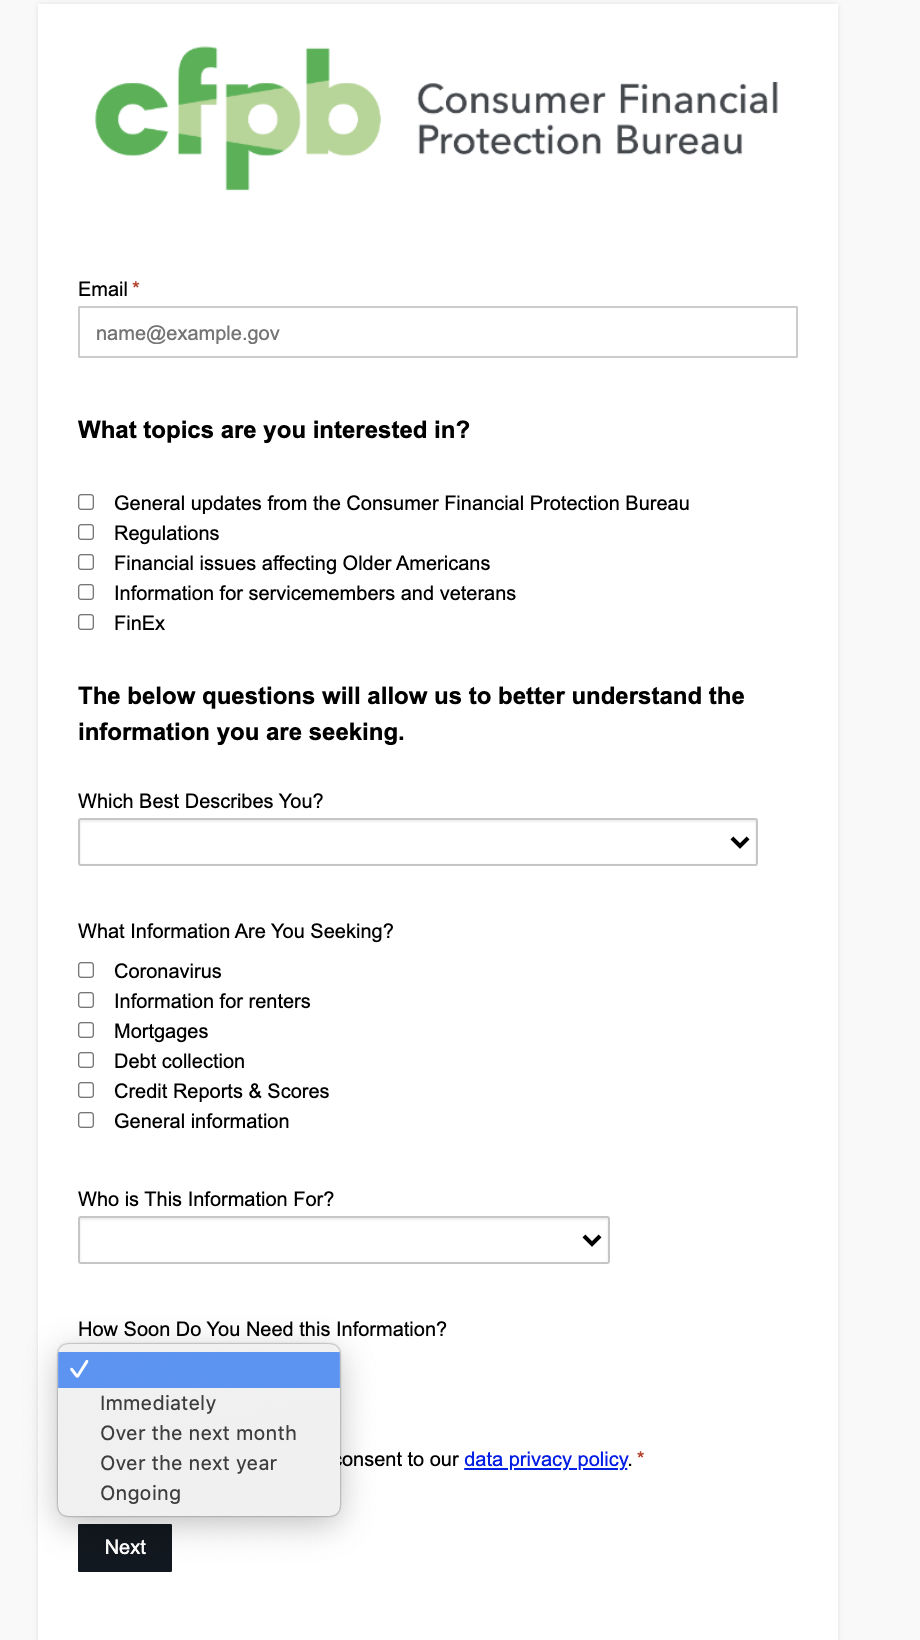 cfpb Consumer Financial
Protection Bureau
Email *
name@example.gov
What topics are you interested in?
General updates from the Consumer Financial Protection Bureau
Regulations
Financial issues affecting Older Americans
Information for servicemembers and veterans
FinEx
The below questions will allow us to better understand the
information you are seeking.
Which Best Describes You?
What Information Are You Seeking?
Coronavirus
Information for renters
Mortgages
Debt collection
Credit Reports & Scores
General information
Who is This Information For?
How Soon Do You Need this Information?
Immediately
Over the next month
Over the next year
consent to our data privacy policy. *
Ongoing
Next